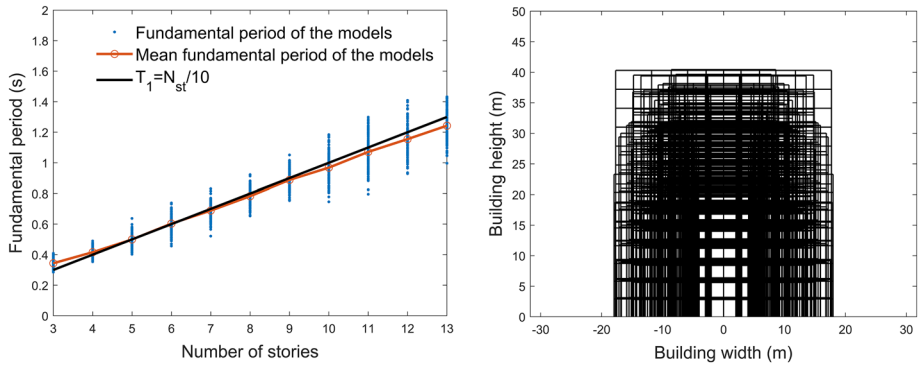 2
1.8
1.6
1.4
1.2
1
0.8
0.6
0.4
0.2
0
3 4 5 6 7 8 9 10 11 12 13
Fundamental period (s)
Number of stories
Fundamental period of the models
Mean fundamental period of the models
T₁=Nₛₜ/10
50
45
40
35
30
25
20
15
10
5
0
-30 -20 -10 0 10 20 30
Building height (m)
Building width (m)